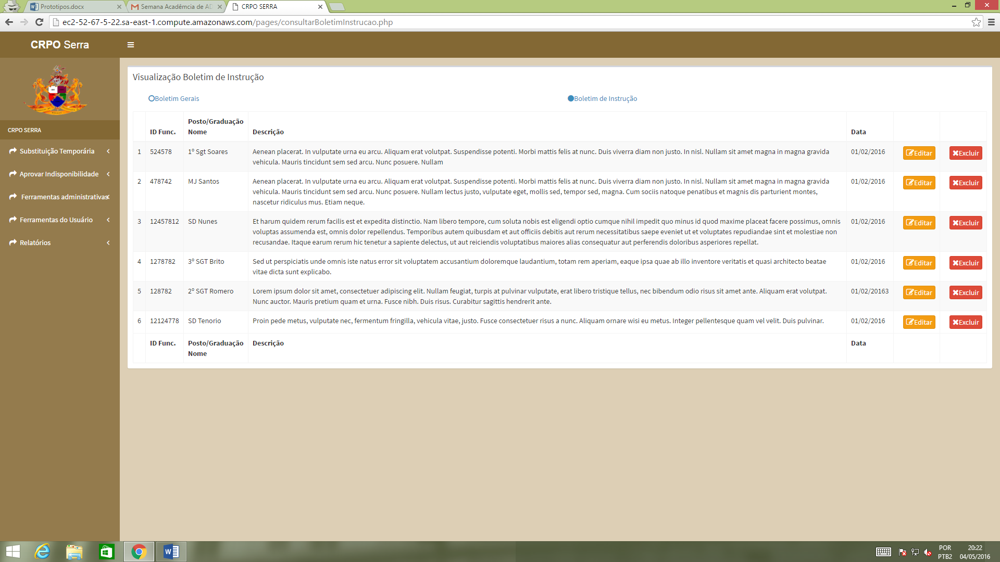 Prototipos.docx
Semana Acadêmcia de AD
CRPO SERRA
ec2-52-67-5-22.sa-east-1.compute.amazonaws.com/pages/consultarBoletimInstrucao.php
CRPO Serra
CRPO SERRA
Substituição Temporária
Aprovar Indisponibilidade
Ferramentas administrativas
Ferramentas do Usuário
Relatórios
Visualização Boletim de Instrução
Boletim Gerais
Boletim de Instrução
ID Func. Posto/Graduação Nome Descrição Data
1 524578 1º Sgt Soares Aenean placerat. In vulputate urna eu arcu. Aliquam erat volutpat. Suspendisse potenti. Morbi mattis felis at nunc. Duis viverra diam non justo. In nisl. Nullam sit amet magna in magna gravida 01/02/2016 Editar Excluir
vehicula. Mauris tincidunt sem sed arcu. Nunc posuere. Nullam
2 478742 MJ Santos Aenean placerat. In vulputate urna eu arcu. Aliquam erat volutpat. Suspendisse potenti. Morbi mattis felis at nunc. Duis viverra diam non justo. In nisl. Nullam sit amet magna in magna gravida 01/02/2016 Editar Excluir
vehicula. Mauris tincidunt sem sed arcu. Nunc posuere. Nullam lectus justo, vulputate eget, mollis sed, tempor sed, magna. Cum sociis natoque penatibus et magnis dis parturient montes,
nascetur ridiculus mus. Etiam neque.
3 12457812 SD Nunes Et harum quidem rerum facilis est et expedita distinctio. Nam libero tempore, cum soluta nobis est eligendi optio cumque nihil impedit quo minus id quod maxime placeat facere possimus, omnis 01/02/2016 Editar Excluir
voluptas assumenda est, omnis dolor repellendus. Temporibus autem quibusdam et aut officiis debitis aut rerum necessitatibus saepe eveniet ut et voluptates repudiandae sint et molestiae non
recusandae. Itaque earum rerum hic tenetur a sapiente delectus, ut aut reiciendis voluptatibus maiores alias consequatur aut perferendis doloribus asperiores repellat.
4 1278782 3º SGT Brito Sed ut perspiciatis unde omnis iste natus error sit voluptatem accusantium doloremque laudantium, totam rem aperiam, eaque ipsa quae ab illo inventore veritatis et quasi architecto beatae 01/02/2016 Editar Excluir
vitae dicta sunt explicabo.
5 128782 2º SGT Romero Lorem ipsum dolor sit amet, consectetuer adipiscing elit. Nullam feugiat, turpis at pulvinar vulputate, erat libero tristique tellus, nec bibendum odio risus sit amet ante. Aliquam erat volutpat. 01/02/20163 Editar Excluir
Nunc auctor. Mauris pretium quam et urna. Fusce nibh. Duis risus. Curabitur sagittis hendrerit ante.
6 12124778 SD Tenorio Proin pede metus, vulputate nec, fermentum fringilla, vehicula vitae, justo. Fusce consectetuer risus a nunc. Aliquam ornare wisi eu metus. Integer pellentesque quam vel velit. Duis pulvinar. 01/02/2016 Editar Excluir
ID Func. Posto/Graduação Nome Descrição Data
POR 20:22
PTB2 04/05/2016